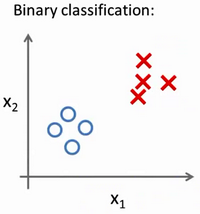 Binary classification:
x₂
x₁